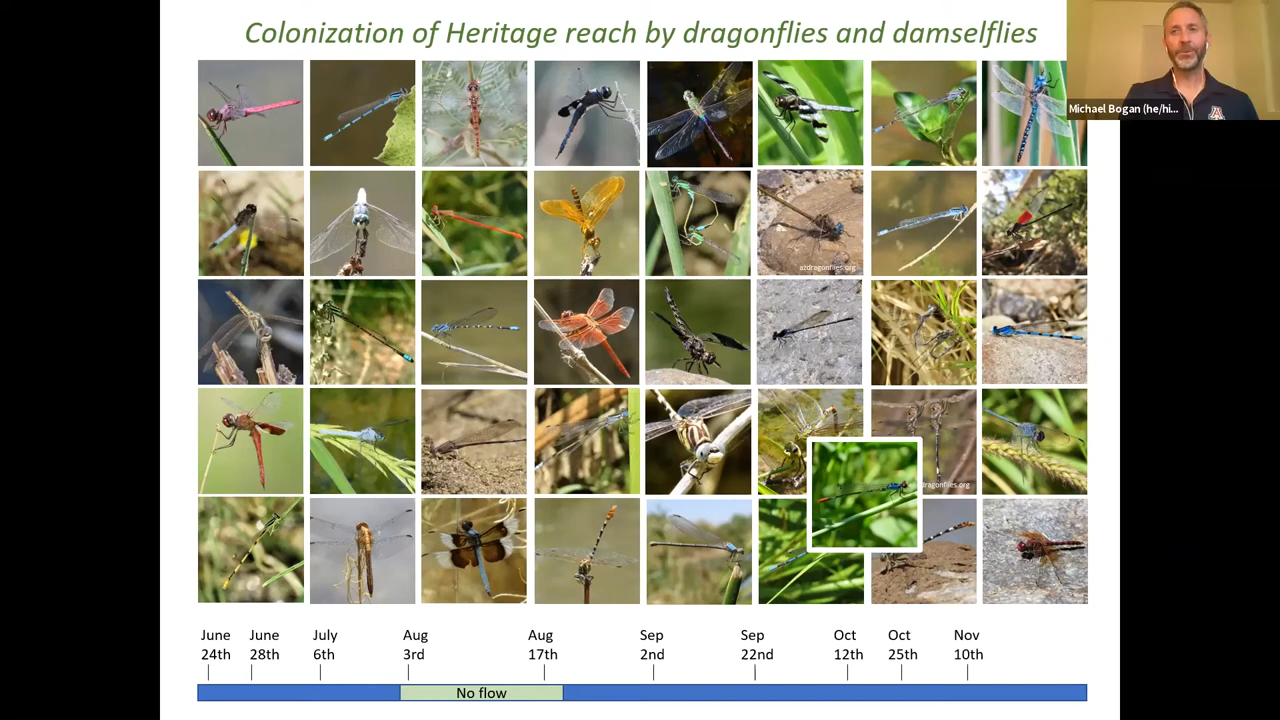 Colonization of Heritage reach by dragonflies and damselflies
Michael Bogan (he/hi...
A
azdragonflies.org
dragonflies.org
June 24th
June 28th
July 6th
Aug 3rd
Aug 17th
Sep 2nd
Sep 22nd
Oct 12th
Oct 25th
Nov 10th
No flow